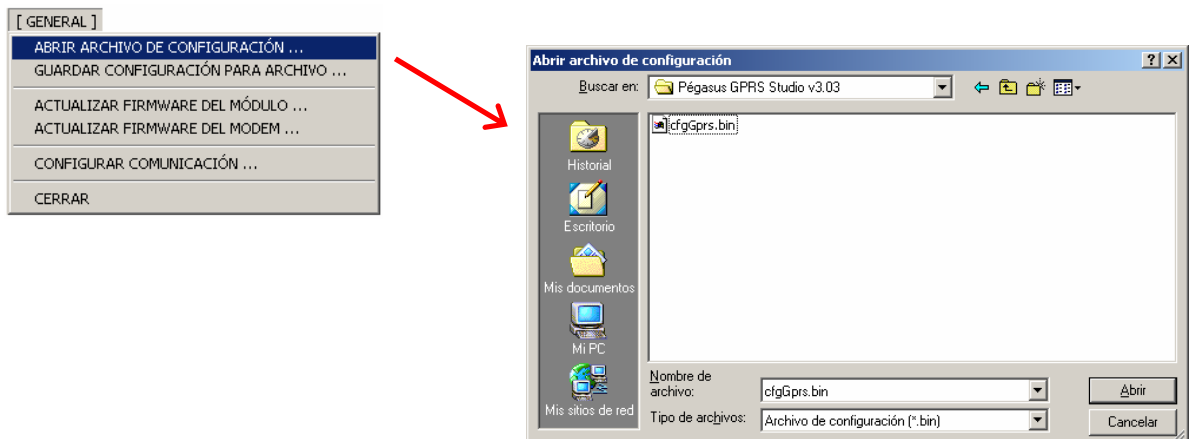 [ GENERAL ]
ABRIR ARCHIVO DE CONFIGURACIÓN ...
GUARDAR CONFIGURACIÓN PARA ARCHIVO ...
ACTUALIZAR FIRMWARE DEL MÓDULO ...
ACTUALIZAR FIRMWARE DEL MODEM ...
CONFIGURAR COMUNICACIÓN ...
CERRAR
Abrir archivo de configuración
Buscar en:
Pégasus GPRS Studio v3.03
cfgGprs.bin
Historial
Escritorio
Mis documentos
Mi PC
Mis sitios de red
Nombre de
archivo:
cfgGprs.bin
Abrir
Tipo de archivos:
Archivo de configuración (*.bin)
Cancelar